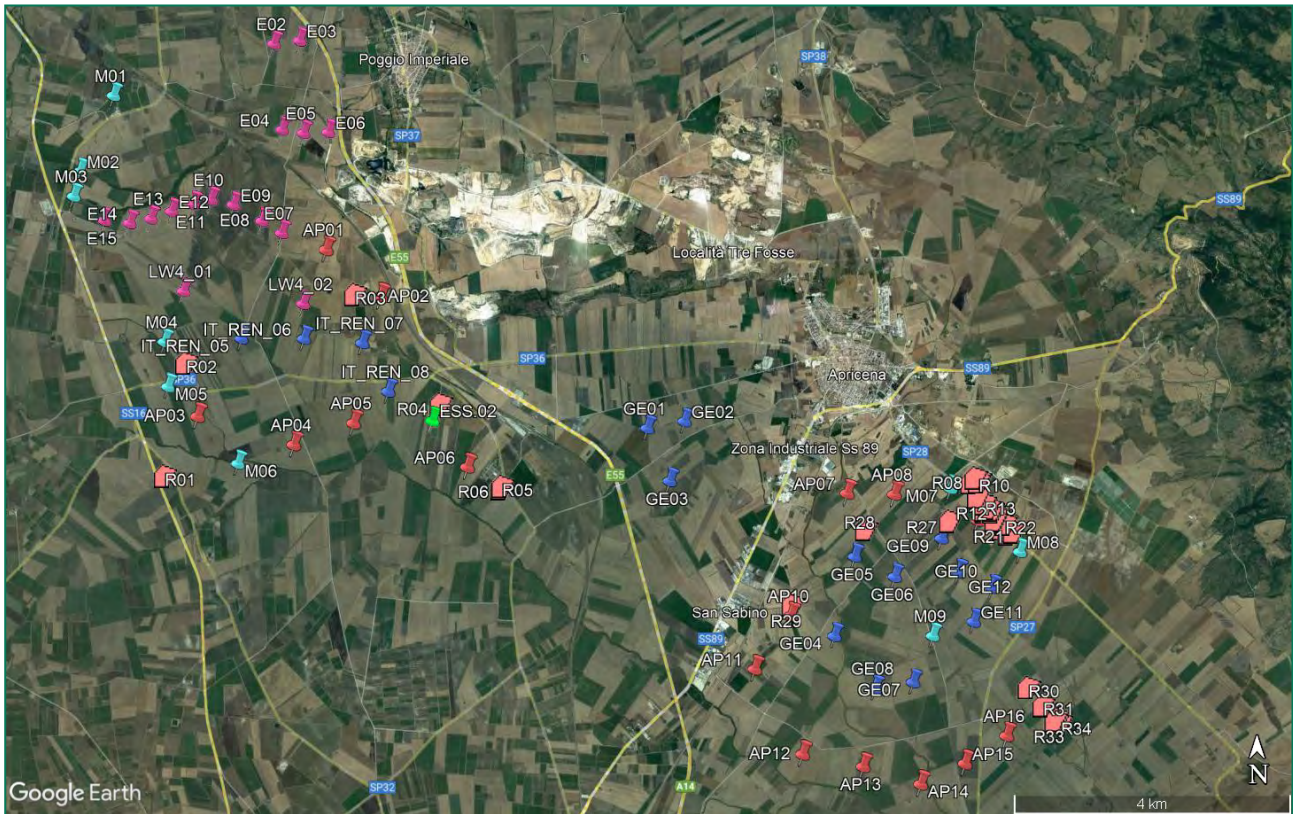 E02
E03
Poggio Imperiale
SP38
M01
E04
E05
E06
SP37
M02
M03
E10
E13
E12
E09
E14
E11
E08
E07
E15
AP01
SS89
E55
Località Tre Fosse
LW4_01
LW4_02
R03
AP02
M04
IT_REN_06
IT_REN_07
IT_REN_05
R02
SP36
SP36
IT_REN_08
Apricena
SS89
M05
SS16
AP03
AP05
R04
ESS.02
GE01
GE02
AP04
Zona Industriale Ss 89
SP28
M06
AP06
E55
R01
R06
R05
GE03
AP07
AP08
M07
R08
R10
R28
R27
R12
R13
R21
R22
M08
GE09
GE05
GE10
GE06
GE12
AP10
San Sabino
R29
GE11
SP27
SS89
GE04
M09
AP11
GE08
GE07
R30
R31
R34
R33
AP16
AP12
AP13
AP15
AP14
SP32
A14
N
Google Earth
4 km